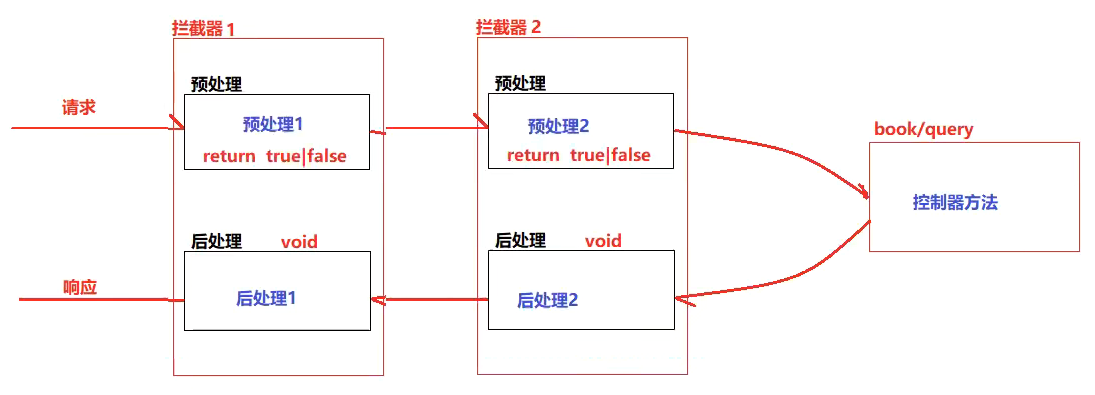 拦截器 1
拦截器 2
预处理
预处理
请求
预处理1
预处理2
book/query
return true|false
return true|false
控制器方法
后处理 void
后处理 void
响应
后处理1
后处理2